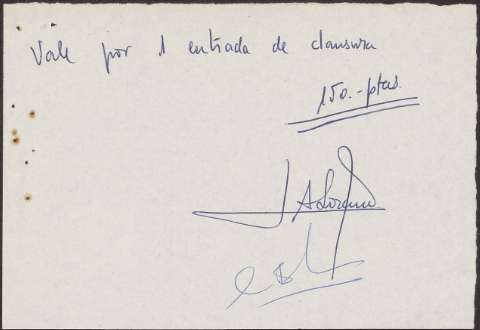 Vale por 1 entrada de clausura
150.-ptas.